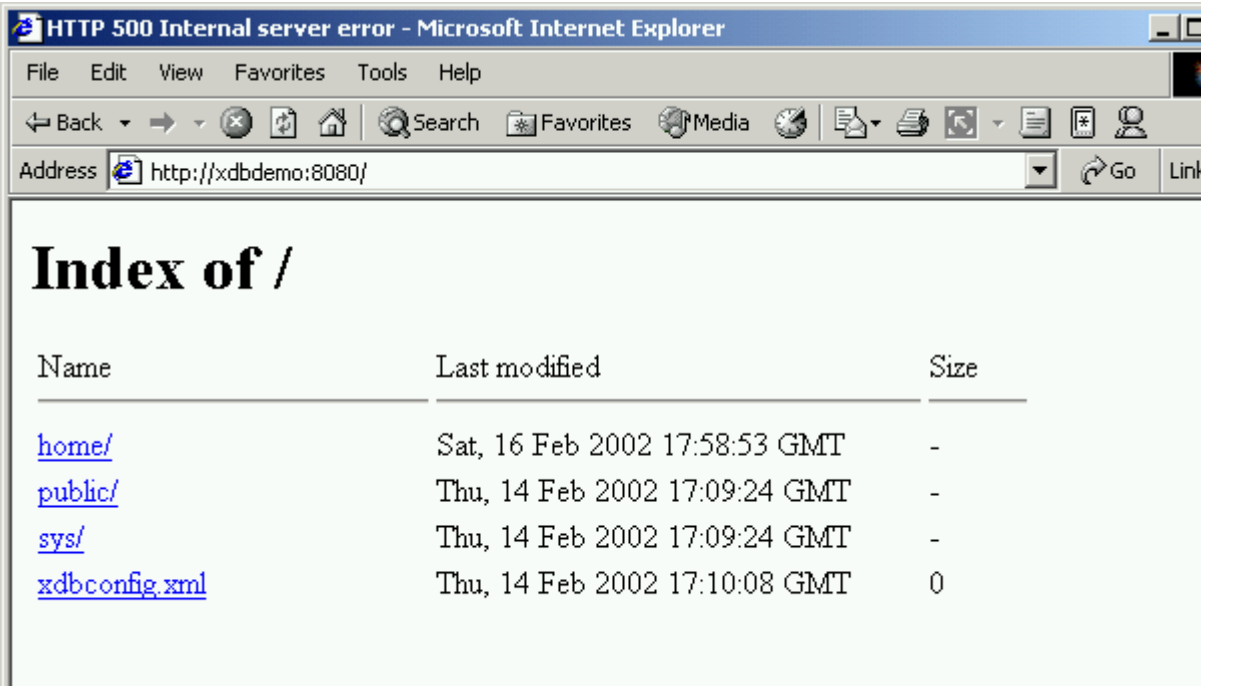 HTTP 500 Internal server error - Microsoft Internet Explorer
File Edit View Favorites Tools Help
Back Search Favorites Media
Address http://xdbdemo:8080/ Go
Index of /
Name Last modified Size
home/ Sat, 16 Feb 2002 17:58:53 GMT -
public/ Thu, 14 Feb 2002 17:09:24 GMT -
sys/ Thu, 14 Feb 2002 17:09:24 GMT -
xdbconfig.xml Thu, 14 Feb 2002 17:10:08 GMT 0